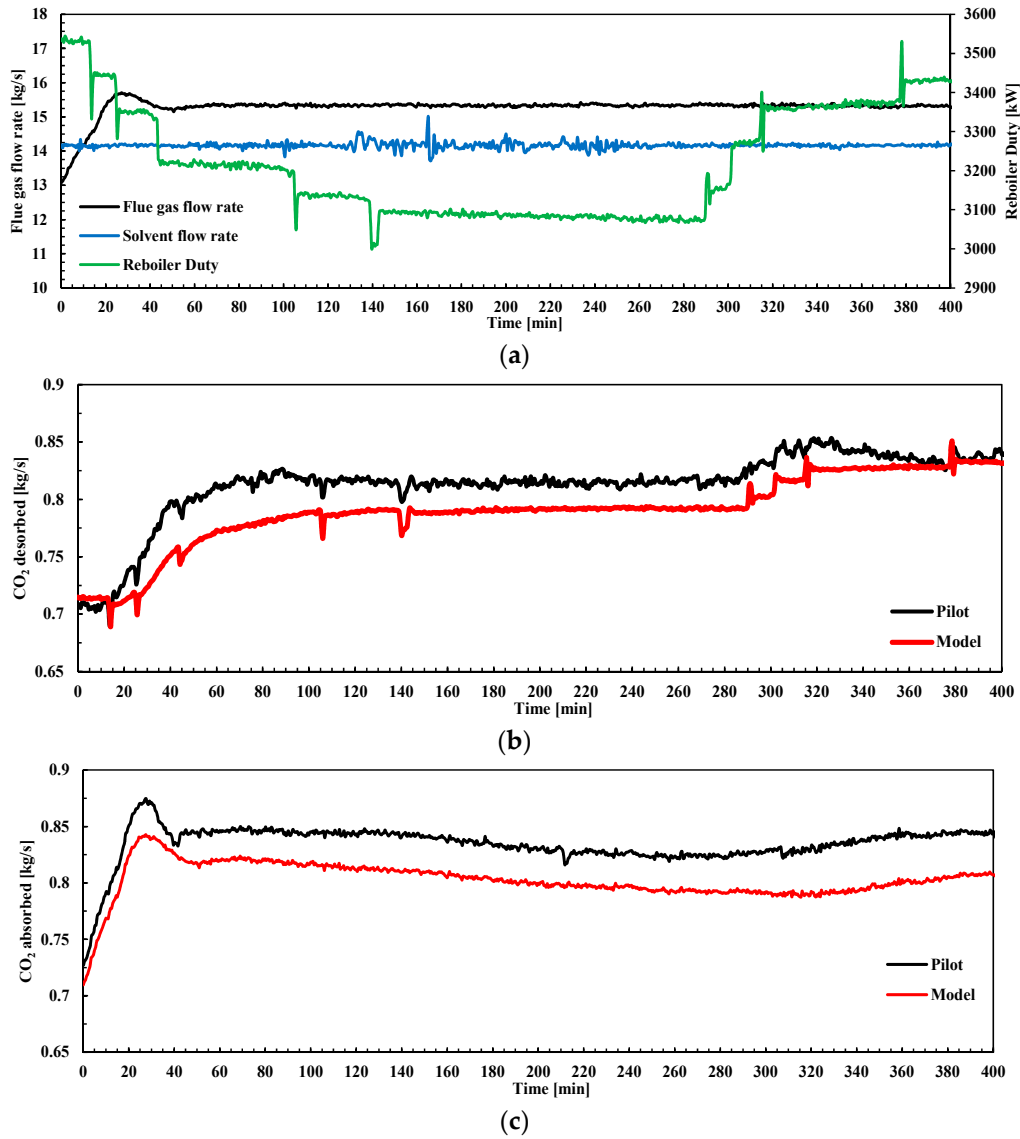 18
17
16
15
14
13
12
11
10
Flue gas flow rate [kg/s]
3600
3500
3400
3300
3200
3100
3000
2900
Reboiler Duty [kW]
Flue gas flow rate
Solvent flow rate
Reboiler Duty
0 20 40 60 80 100 120 140 160 180 200 220 240 260 280 300 320 340 360 380 400
Time [min]
(a)
0.9
0.85
0.8
0.75
0.7
0.65
CO2 desorbed [kg/s]
Pilot
Model
0 20 40 60 80 100 120 140 160 180 200 220 240 260 280 300 320 340 360 380 400
Time [min]
(b)
0.9
0.85
0.8
0.75
0.7
0.65
CO2 absorbed [kg/s]
Pilot
Model
0 20 40 60 80 100 120 140 160 180 200 220 240 260 280 300 320 340 360 380 400
Time [min]
(c)